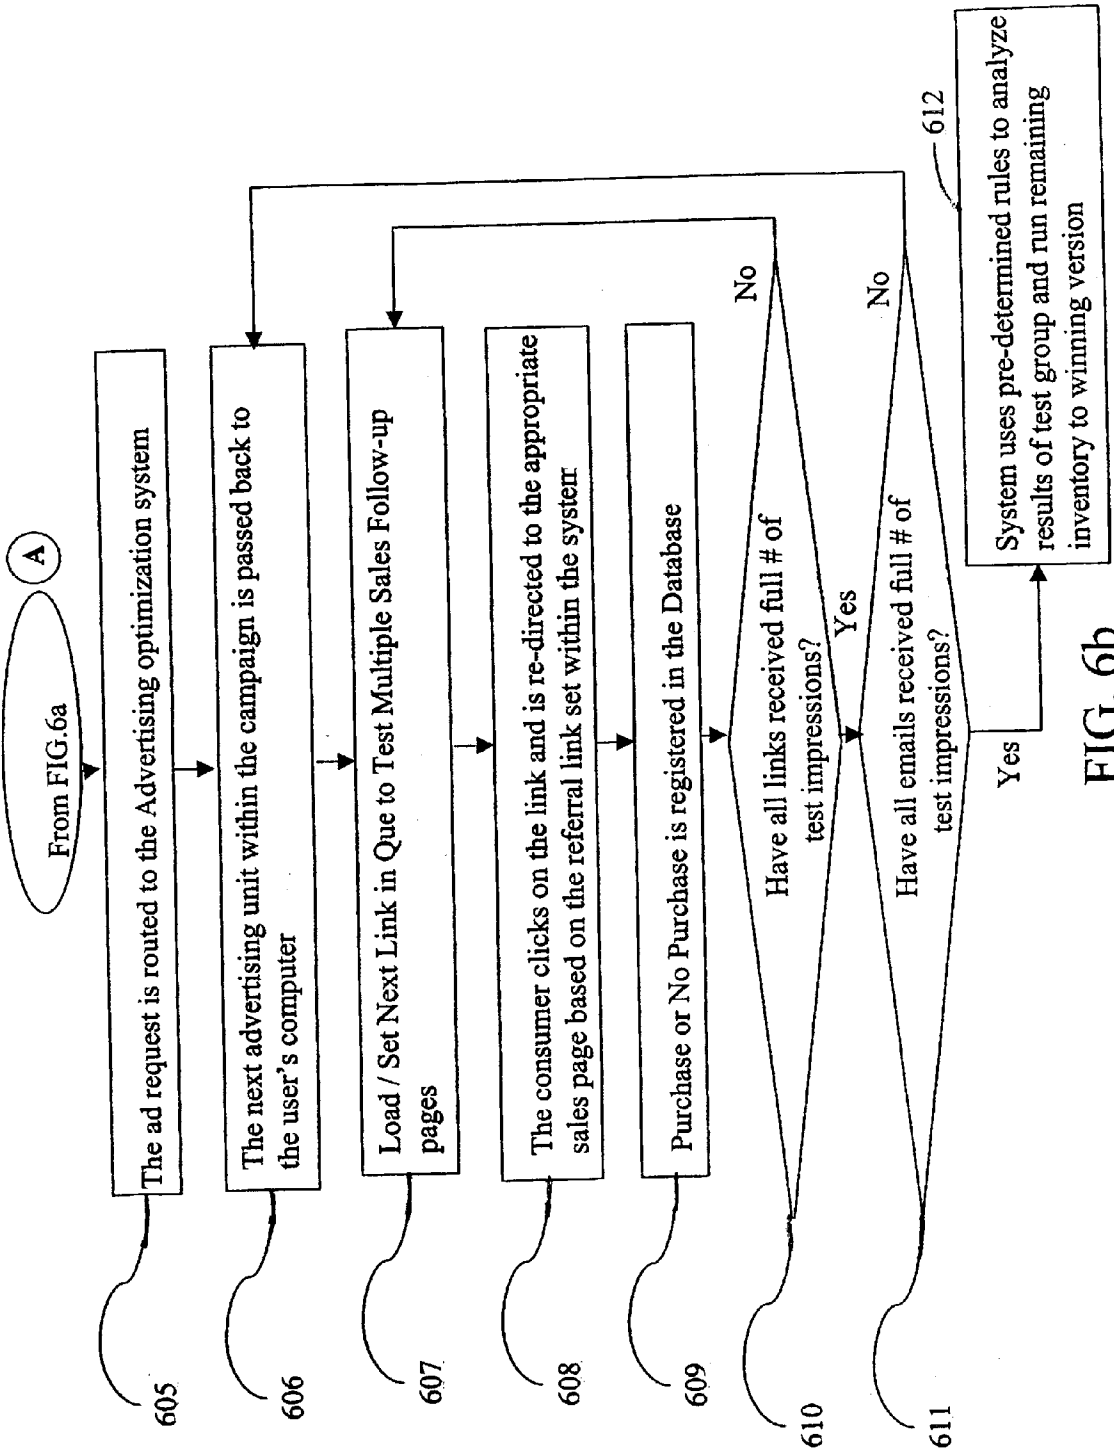 From FIG.6a
A
The ad request is routed to the Advertising optimization system
605
The next advertising unit within the campaign is passed back to
the user's computer
606
Load / Set Next Link in Que to Test Multiple Sales Follow-up
pages
607
The consumer clicks on the link and is re-directed to the appropriate
sales page based on the referral link set within the system
608
Purchase or No Purchase is registered in the Database
609
Have all links received full # of
test impressions?
No
610
Yes
Have all emails received full # of
test impressions?
No
611
Yes
612
System uses pre-determined rules to analyze
results of test group and run remaining
inventory to winning version
FIG. 6b